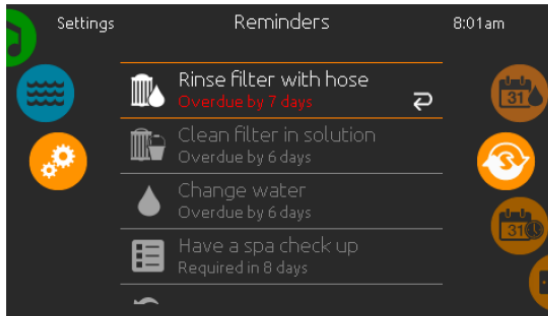 Settings
Reminders
8:01am
Rinse filter with hose
Overdue by 7 days
Clean filter in solution
Overdue by 6 days
Change water
Overdue by 6 days
Have a spa check up
Required in 8 days
31
31